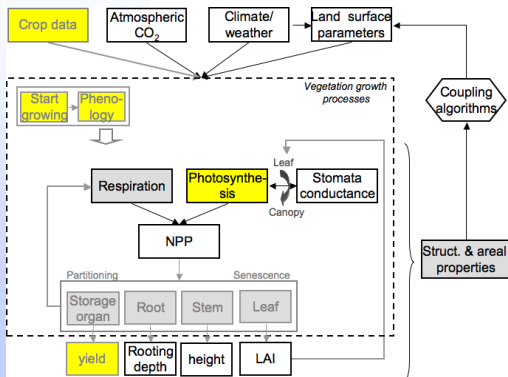 Crop data
Atmospheric
CO2
Climate/
weather
Land surface
parameters
Vegetation growth
processes
Start
growing
Pheno-
logy
Coupling
algorithms
Leaf
Respiration
Photosynthe-
sis
Stomata
conductance
Canopy
NPP
Struct. & areal
properties
Partitioning
Senescence
Storage
organ
Root
Stem
Leaf
yield
Rooting
depth
height
LAI